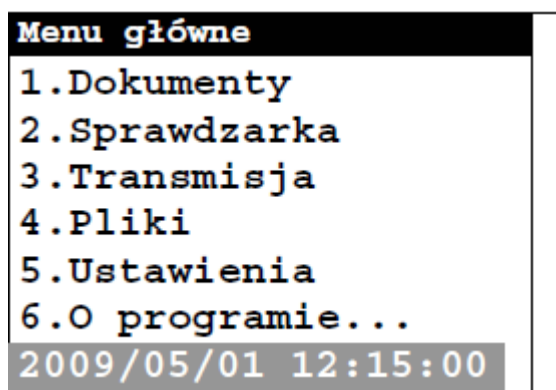 Menu główne
1.Dokumenty
2.Sprawdzarka
3.Transmisja
4.Pliki
5.Ustawienia
6.O programie...
2009/05/01 12:15:00